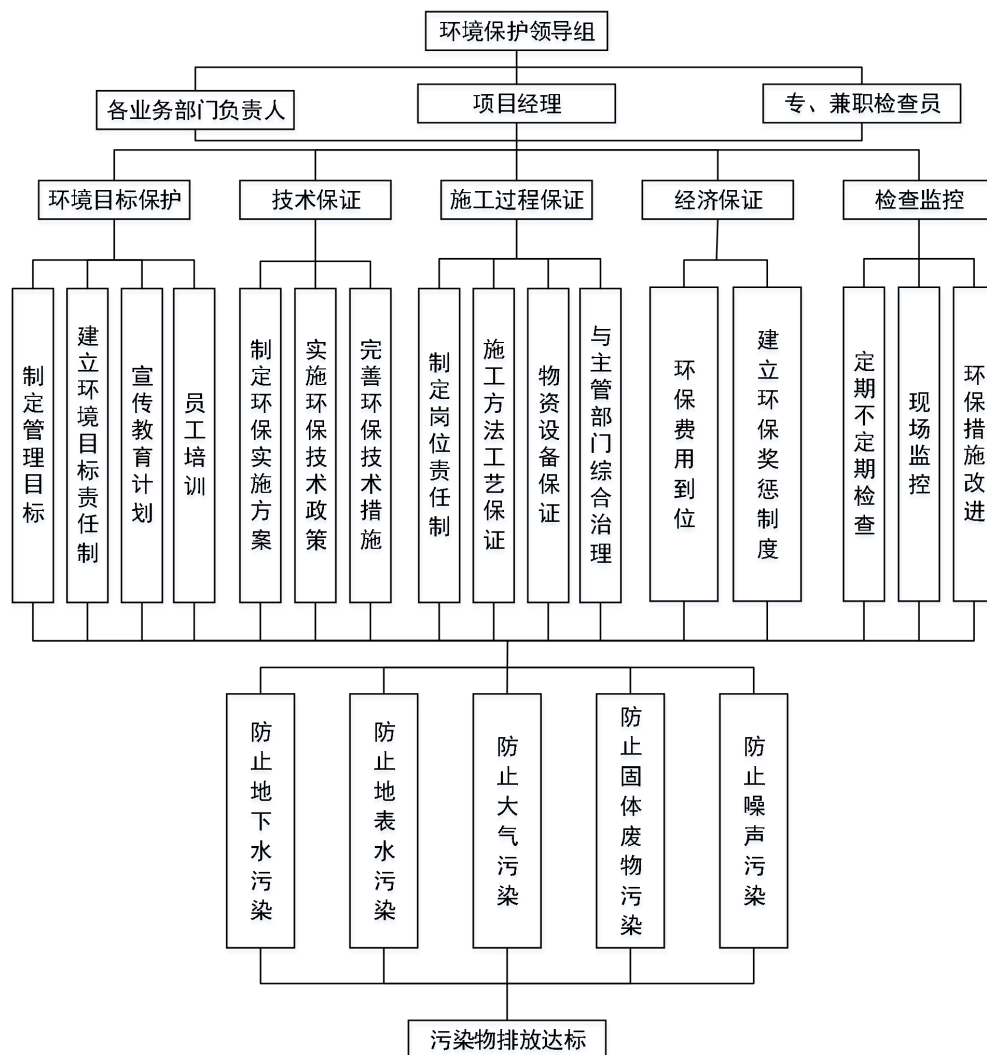 环境保护领导组
各业务部门负责人
项目经理
专、兼职检查员
环境目标保护
技术保证
施工过程保证
经济保证
检查监控
制定管理目标
建立环境目标责任制
宣传教育计划
员工培训
制定环保实施方案
实施环保技术政策
完善环保技术措施
制定岗位责任制
施工方法工艺保证
物资设备保证
与主管部门综合治理
环保费用到位
建立环保奖惩制度
定期不定期检查
现场监控
环保措施改进
防止地下水污染
防止地表水污染
防止大气污染
防止固体废物污染
防止噪声污染
污染物排放达标